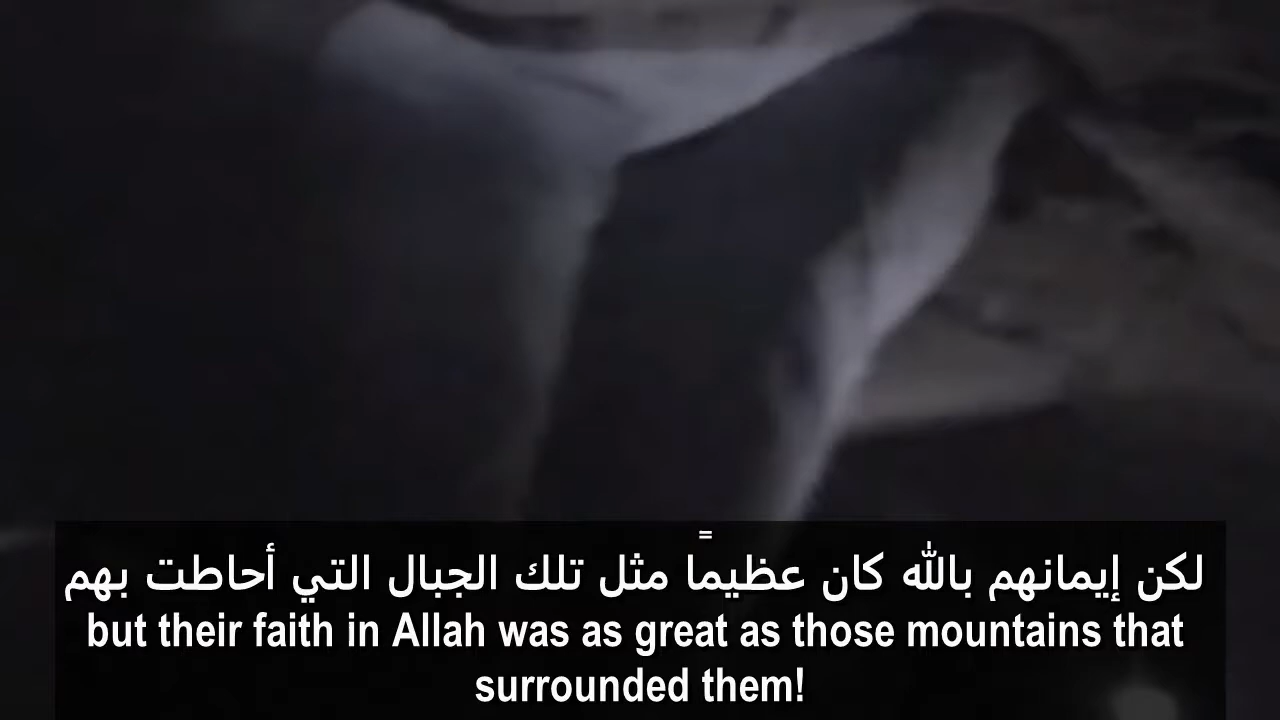 لكن إيمانهم بالله كان عظيماً مثل تلك الجبال التي أحاطت بهم
but their faith in Allah was as great as those mountains that
surrounded them!